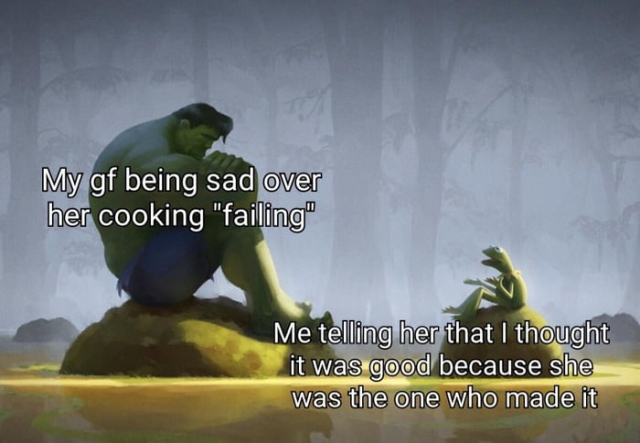 My gf being sad over
her cooking "failing"
Me telling her that I thought
it was good because she
was the one who made it